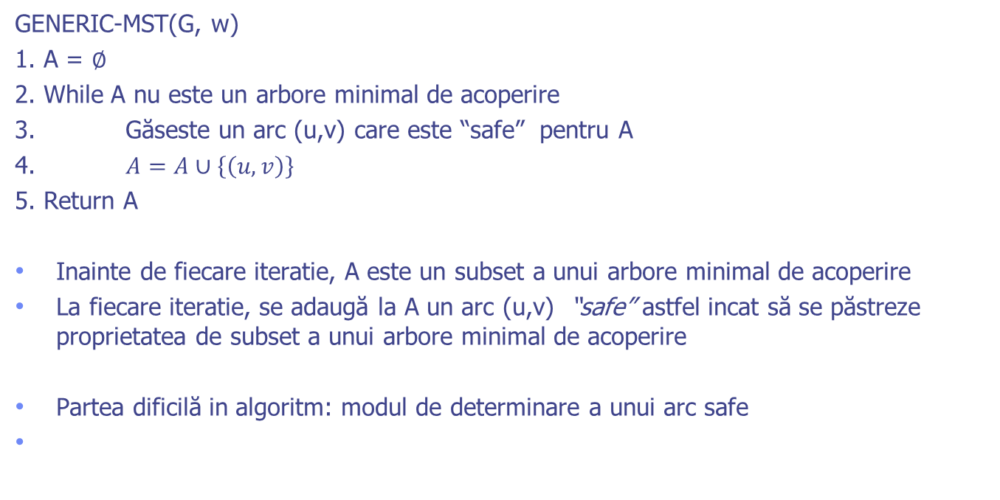 GENERIC-MST(G, w)
1. A = ∅
2. While A nu este un arbore minimal de acoperire
3. Găseste un arc (u,v) care este “safe” pentru A
4. A = A ∪ {(u, v)}
5. Return A
• Inainte de fiecare iteratie, A este un subset a unui arbore minimal de acoperire
• La fiecare iteratie, se adaugă la A un arc (u,v) “safe” astfel incat să se păstreze
proprietatea de subset a unui arbore minimal de acoperire
• Partea dificilă in algoritm: modul de determinare a unui arc safe
•